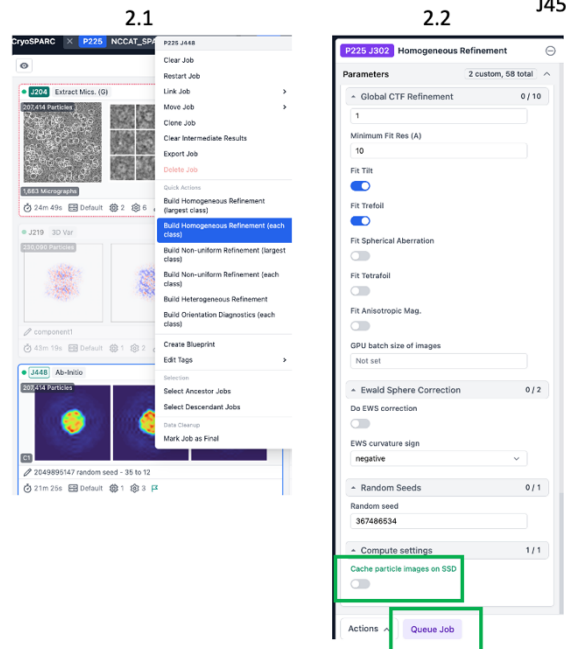 2.1
2.2
J45
CryoSPARC × P225 NCCAT_SPA
P225 J448
Clear Job
Restart Job
Link Job
Move Job
Clone Job
Clear Intermediate Results
Export Job
Delete Job
Quick Actions
Build Homogeneous Refinement
(largest class)
Build Homogeneous Refinement (each
class)
Build Non-uniform Refinement (largest
class)
Build Non-uniform Refinement (each
class)
Build Heterogeneous Refinement
Build Orientation Diagnostics (each
class)
Create Blueprint
Edit Tags
Selection
Select Ancestor Jobs
Select Descendant Jobs
Data Cleanup
Mark Job as Final
J204 Extract Mics. (G)
207,414 Particles
1,663 Micrographs
24m 49s Default 2 6
J219 3D Var
component1
43m 19s Default 1 2
J448 Ab-Initio
207,414 Particles
C1
2049895147 random seed - 35 to 12
21m 25s Default 1 3
P225 J302 Homogeneous Refinement
Parameters 2 custom, 58 total
Global CTF Refinement 0 / 10
1
Minimum Fit Res (A)
10
Fit Tilt
Fit Trefoil
Fit Spherical Aberration
Fit Tetrafoil
Fit Anisotropic Mag.
GPU batch size of images
Not set
Ewald Sphere Correction 0 / 2
Do EWS correction
EWS curvature sign
negative
Random Seeds 0 / 1
Random seed
367486534
Compute settings 1 / 1
Cache particle images on SSD
Actions Queue Job